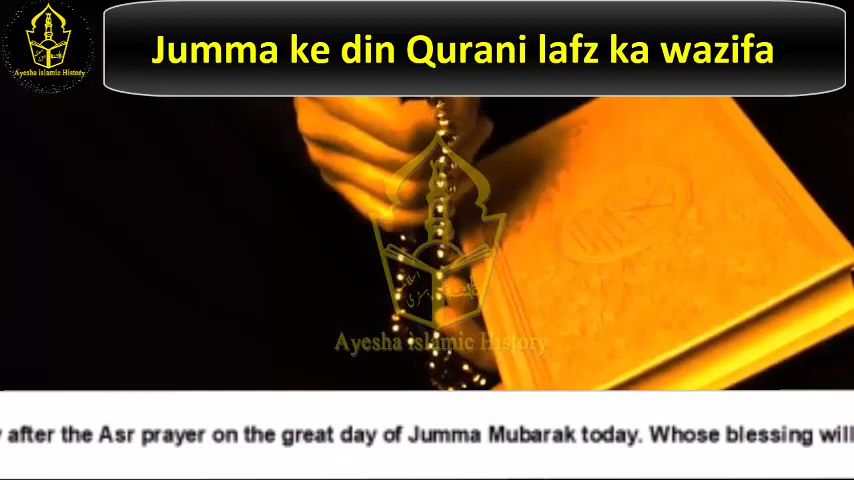 Jumma ke din Qurani lafz ka wazifa
Ayesha islamic History
Ayesha islamic History
after the Asr prayer on the great day of Jumma Mubarak today. Whose blessing will